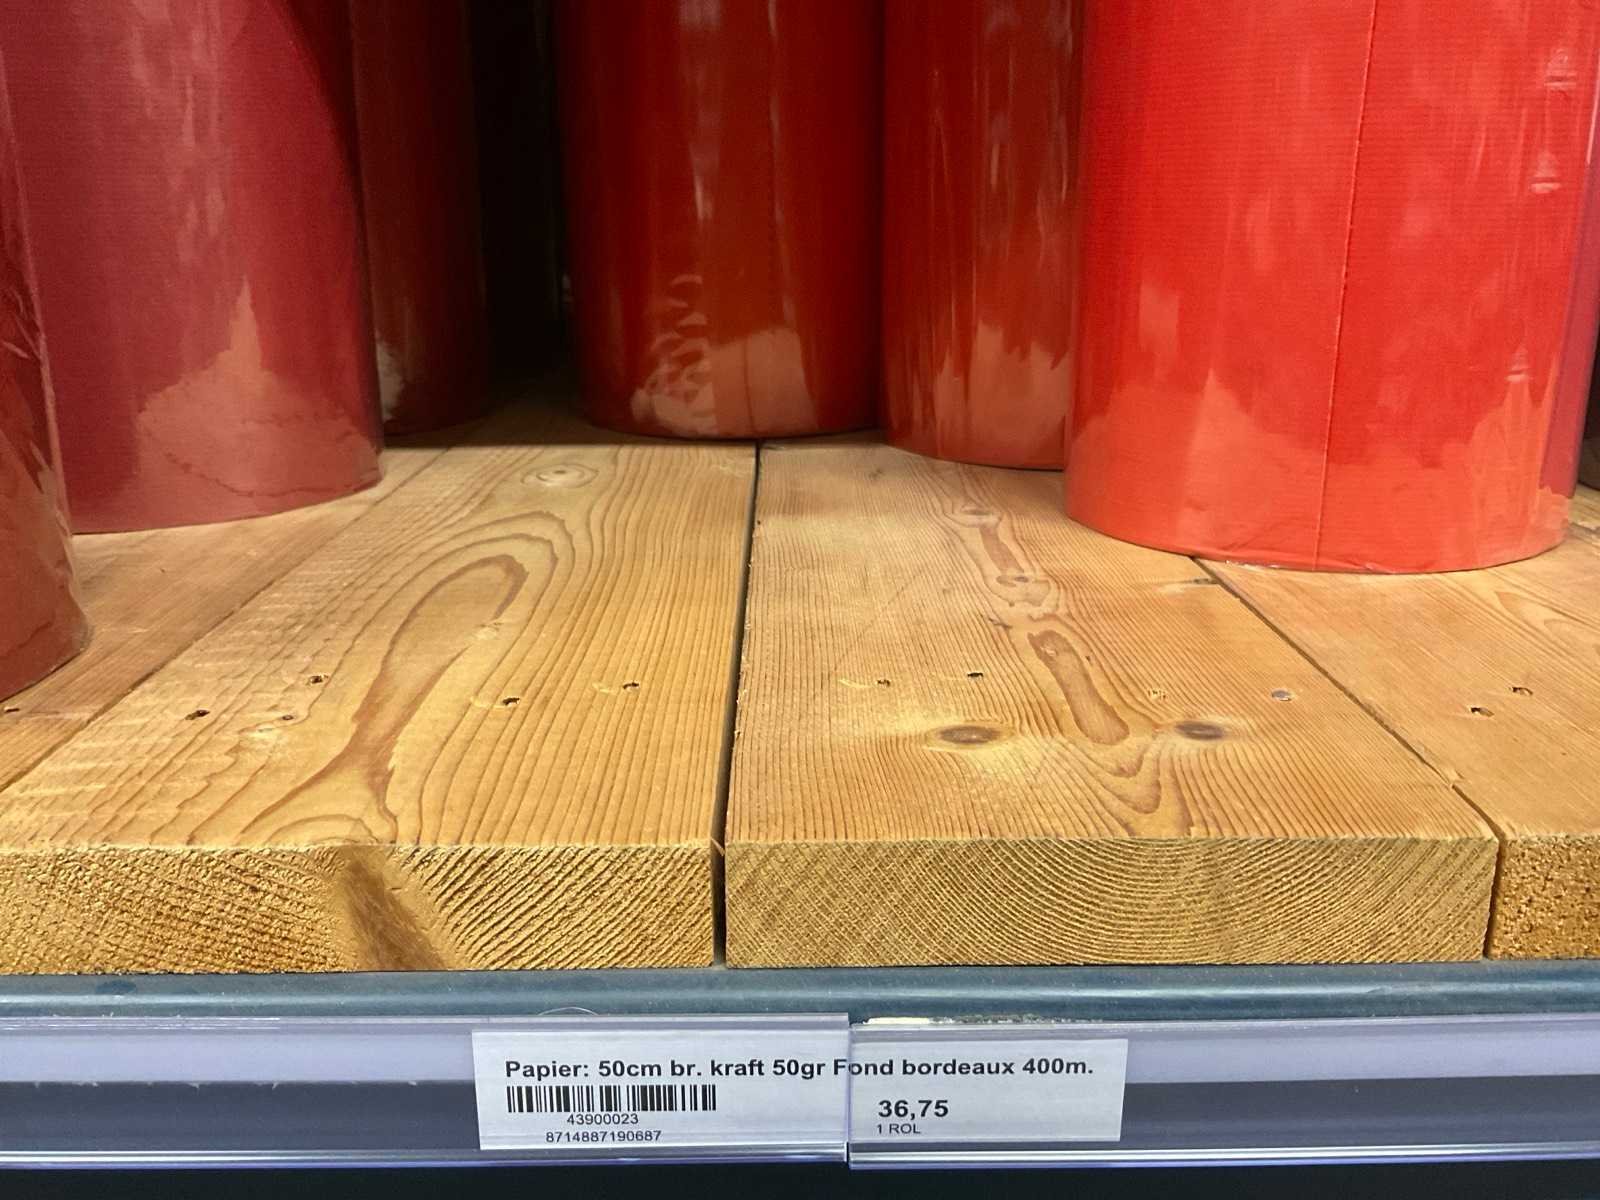 Papier: 50cm br. kraft 50gr Fond bordeaux 400m.
43900023
8714887190687
36,75
1 ROL